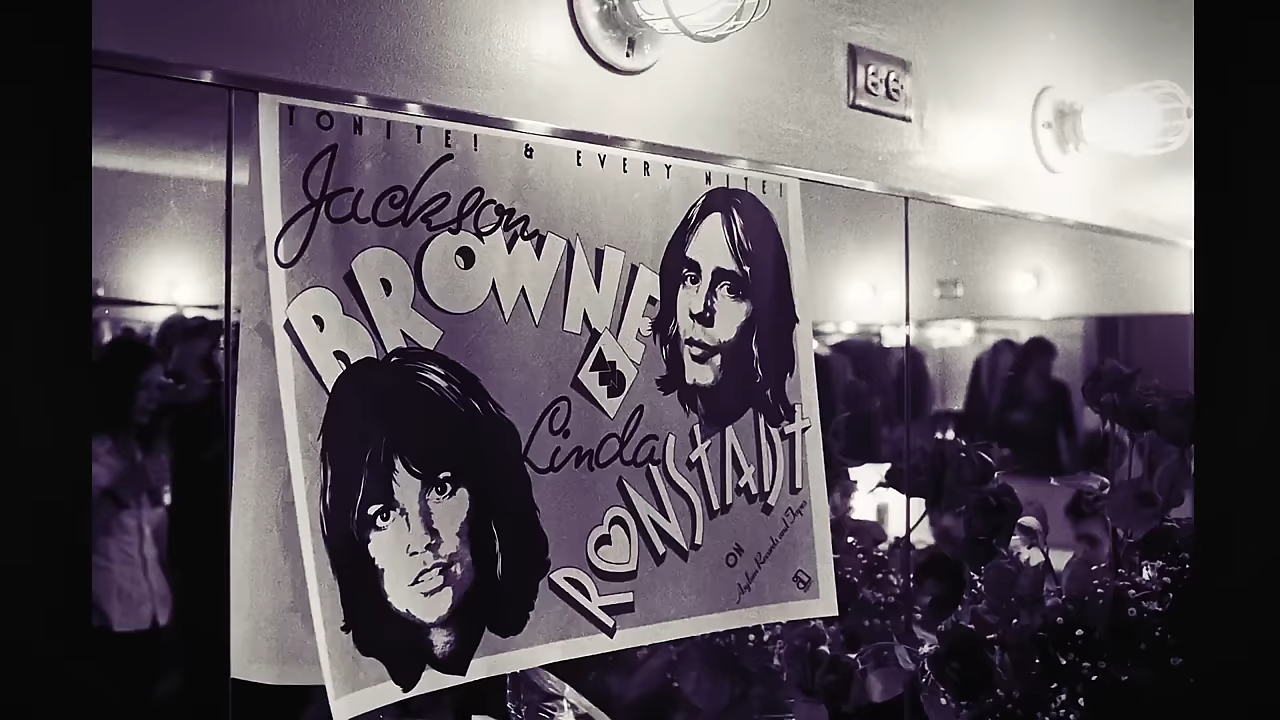 TONITE! & EVERY NITE!
Jackson
BROWNE
&
Linda
RONSTADT
ON
Asylum Records and Tapes